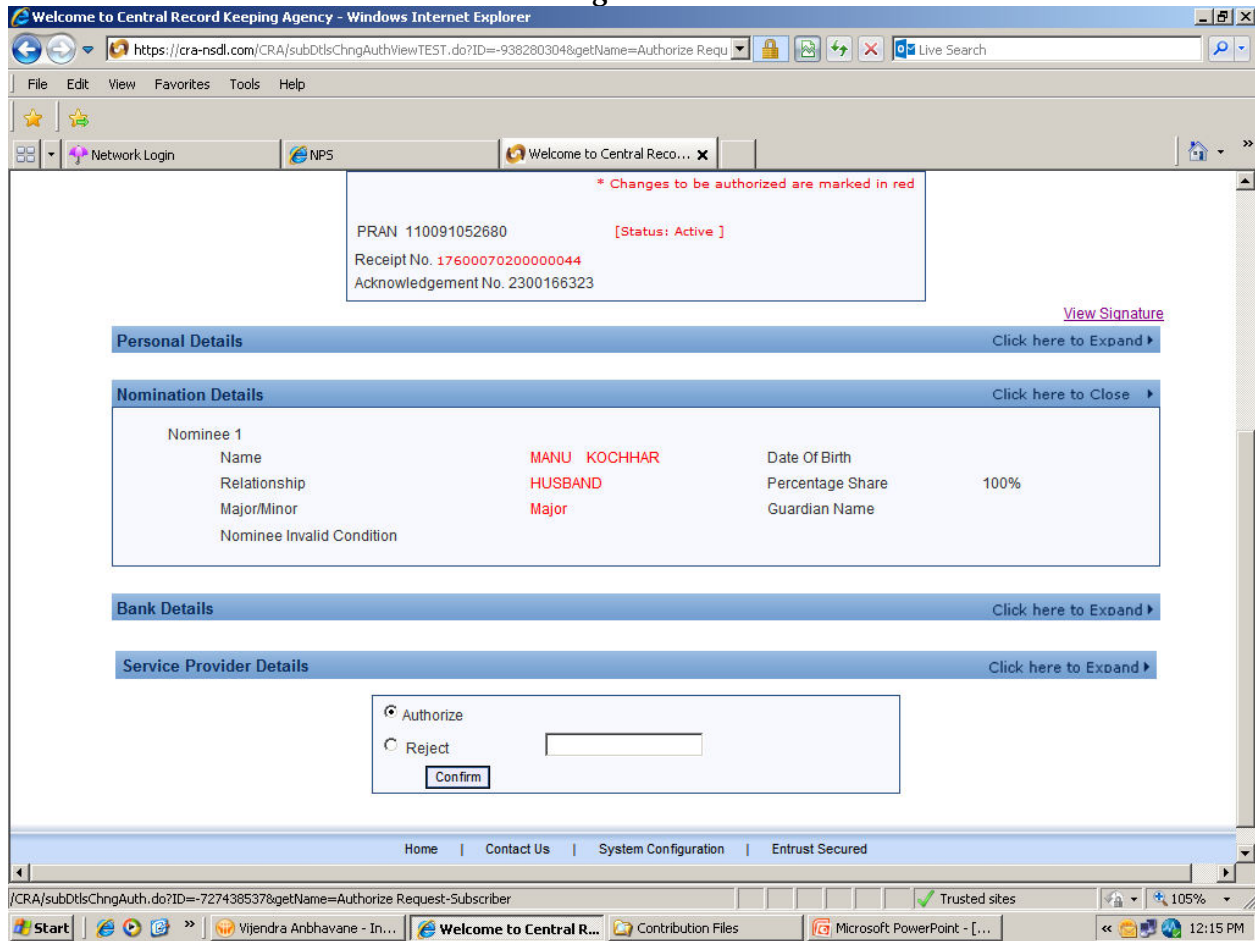 Welcome to Central Record Keeping Agency - Windows Internet Explorer
https://cra-nsdl.com/CRA/subDtlsChngAuthViewTEST.do?ID=-938280304&getName=Authorize Requ
Live Search
File Edit View Favorites Tools Help
Network Login NPS Welcome to Central Reco...
* Changes to be authorized are marked in red
PRAN 110091052680 [Status: Active ]
Receipt No. 17600070200000044
Acknowledgement No. 2300166323
View Signature
Personal Details Click here to Expand
Nomination Details Click here to Close
Nominee 1
Name MANU KOCHHAR Date Of Birth
Relationship HUSBAND Percentage Share 100%
Major/Minor Major Guardian Name
Nominee Invalid Condition
Bank Details Click here to Expand
Service Provider Details Click here to Expand
Authorize
Reject
Confirm
Home | Contact Us | System Configuration | Entrust Secured
/CRA/subDtlsChngAuth.do?ID=-727438537&getName=Authorize Request-Subscriber Trusted sites 105%
Start Vijendra Anbhavane - In... Welcome to Central R... Contribution Files Microsoft PowerPoint - [... 12:15 PM